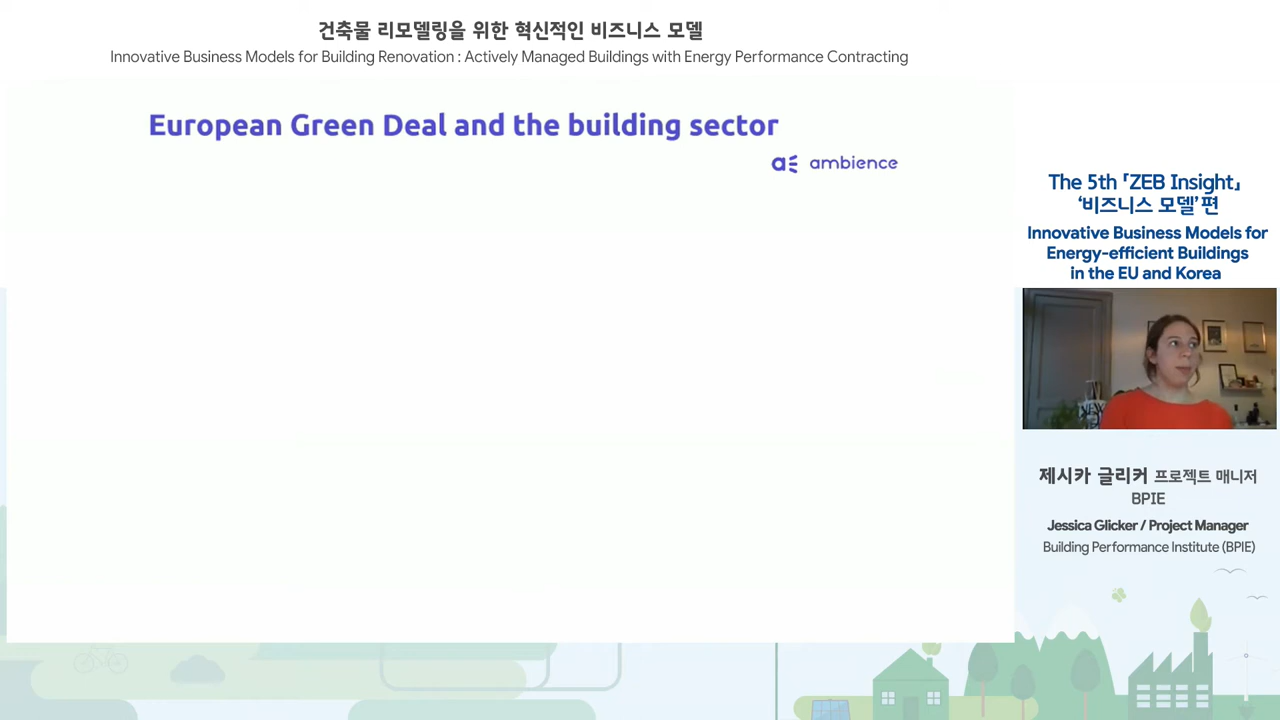 건축물 리모델링을 위한 혁신적인 비즈니스 모델
Innovative Business Models for Building Renovation : Actively Managed Buildings with Energy Performance Contracting
European Green Deal and the building sector
ambience
The 5th 「ZEB Insight」
‘비즈니스 모델’ 편
Innovative Business Models for
Energy-efficient Buildings
in the EU and Korea
제시카 글리커 프로젝트 매니저
BPIE
Jessica Glicker / Project Manager
Building Performance Institute (BPIE)